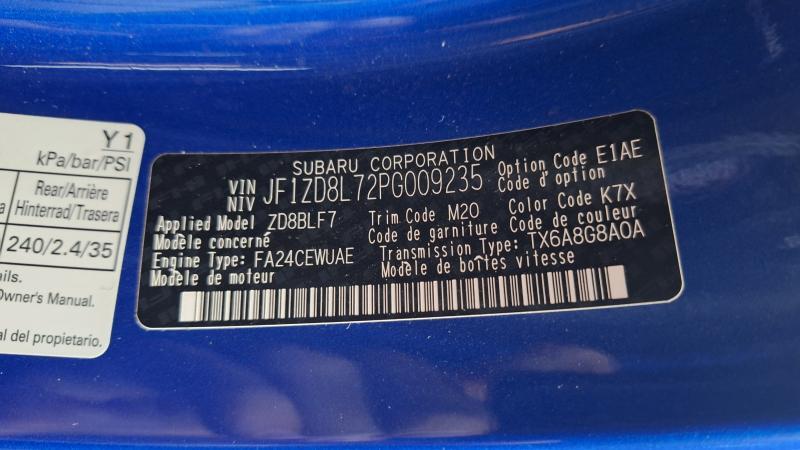 Y1
kPa/bar/PSI
Rear/Arrière
Hinterrad/Trasera
240/2.4/35
Owner's Manual.
al del propietario.
SUBARU CORPORATION
VIN
NIV
JF1ZD8L72PG009235
Option Code E1AE
Code d'option
Applied Model ZD8BLF7
Modèle concerné
Trim Code M20
Code de garniture
Color Code K7X
Code de couleur
Engine Type: FA24CEWUAE
Modèle de moteur
Transmission Type: TX6A8G8A0A
Modèle de boîtes vitesse